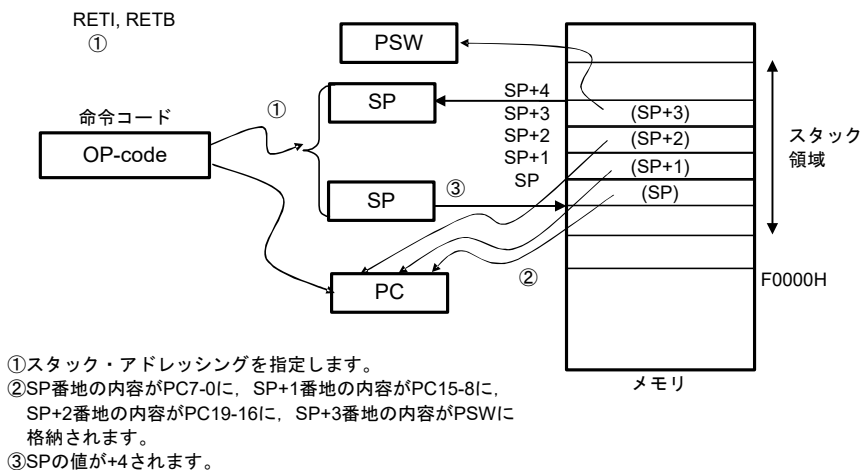 RETI, RETB
①
PSW
SP+4
SP
①
SP+3
(SP+3)
命令コード
SP+2
(SP+2)
スタック
領域
OP-code
SP+1
(SP+1)
SP
(SP)
SP
③
②
PC
F0000H
メモリ
①スタック・アドレッシングを指定します。
②SP番地の内容がPC7-0に，SP+1番地の内容がPC15-8に，
SP+2番地の内容がPC19-16に，SP+3番地の内容がPSWに
格納されます。
③SPの値が+4されます。